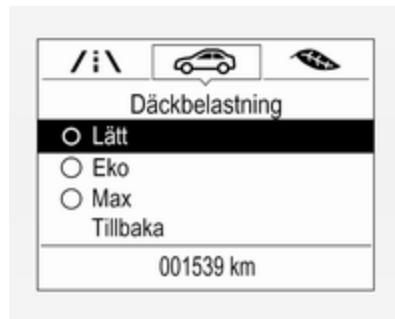 Däckbelastning
Lätt
Eko
Max
Tillbaka
001539 km